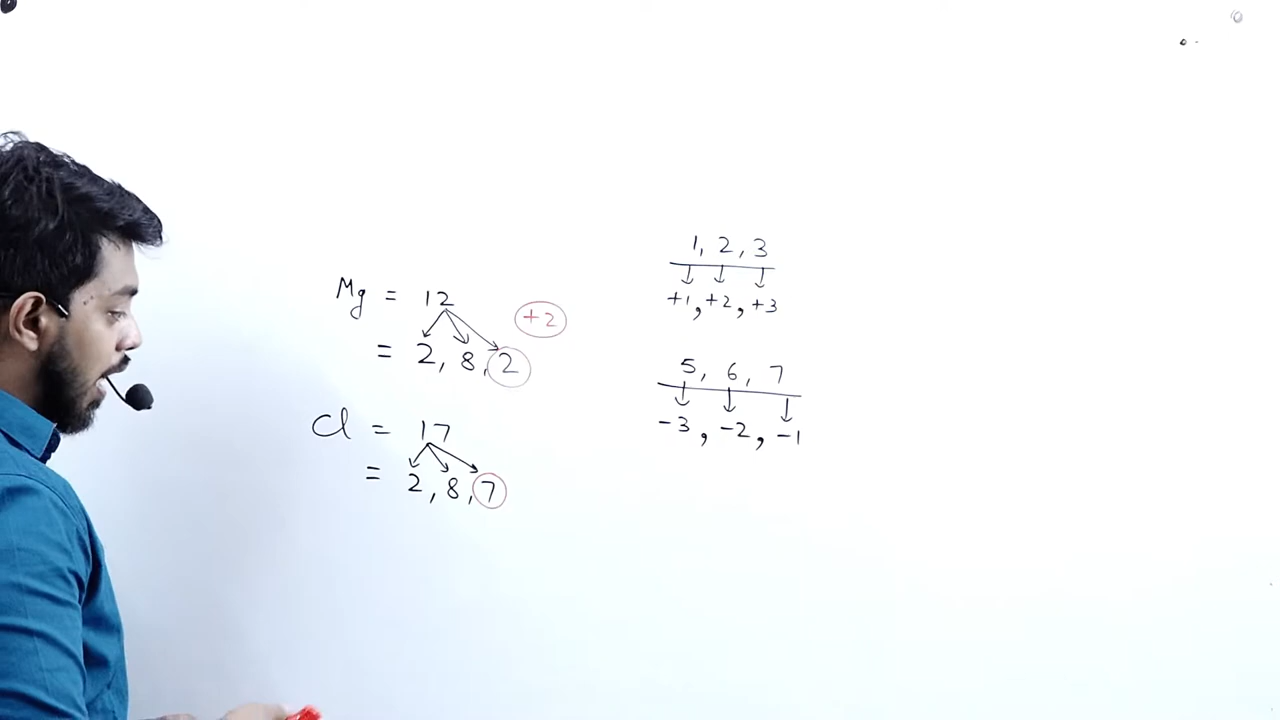 Mg = 12
+2
= 2, 8, 2
Cl = 17
= 2, 8, 7
1, 2, 3
+1, +2, +3
5, 6, 7
-3, -2, -1